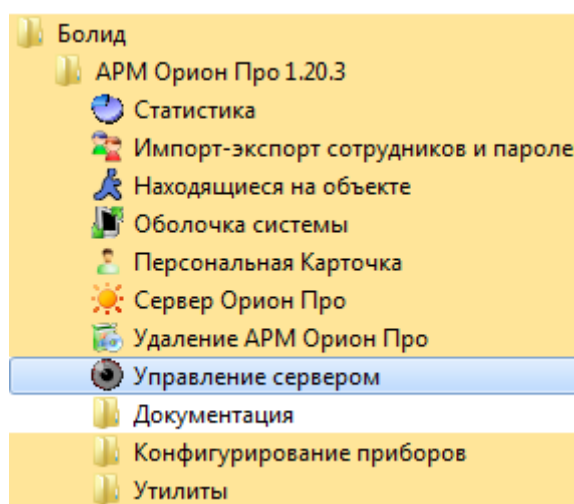 Болид
АРМ Орион Про 1.20.3
Статистика
Импорт-экспорт сотрудников и пароле
Находящиеся на объекте
Оболочка системы
Персональная Карточка
Сервер Орион Про
Удаление АРМ Орион Про
Управление сервером
Документация
Конфигурирование приборов
Утилиты